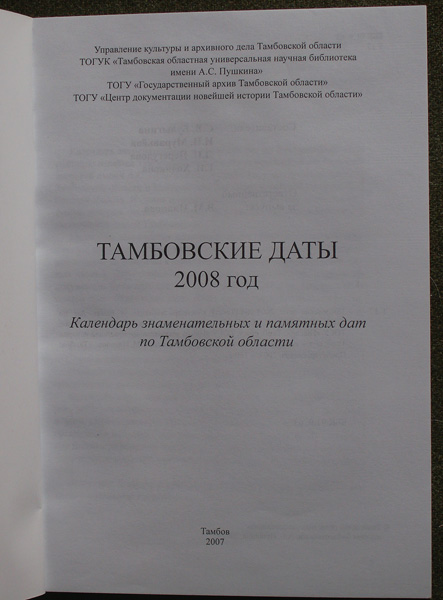 Управление культуры и архивного дела Тамбовской области
ТОГУК «Тамбовская областная универсальная научная библиотека
имени А.С. Пушкина»
ТОГУ «Государственный архив Тамбовской области»
ТОГУ «Центр документации новейшей истории Тамбовской области»
ТАМБОВСКИЕ ДАТЫ
2008 год
Календарь знаменательных и памятных дат
по Тамбовской области
Тамбов
2007